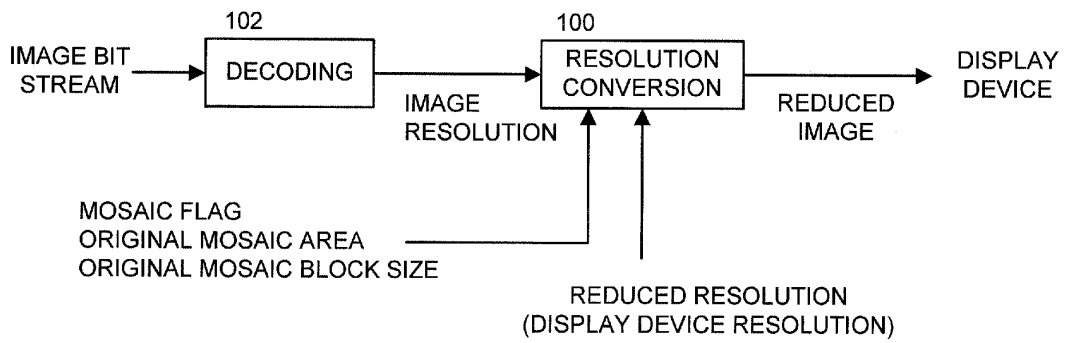 102
100
IMAGE BIT
STREAM
DECODING
IMAGE
RESOLUTION
RESOLUTION
CONVERSION
REDUCED
IMAGE
DISPLAY
DEVICE
MOSAIC FLAG
ORIGINAL MOSAIC AREA
ORIGINAL MOSAIC BLOCK SIZE
REDUCED RESOLUTION
(DISPLAY DEVICE RESOLUTION)